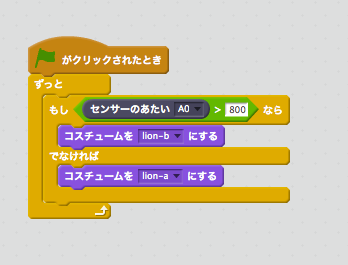 がクリックされたとき
ずっと
もし センサーのあたい A0 > 800 なら
コスチュームを lion-b にする
でなければ
コスチュームを lion-a にする